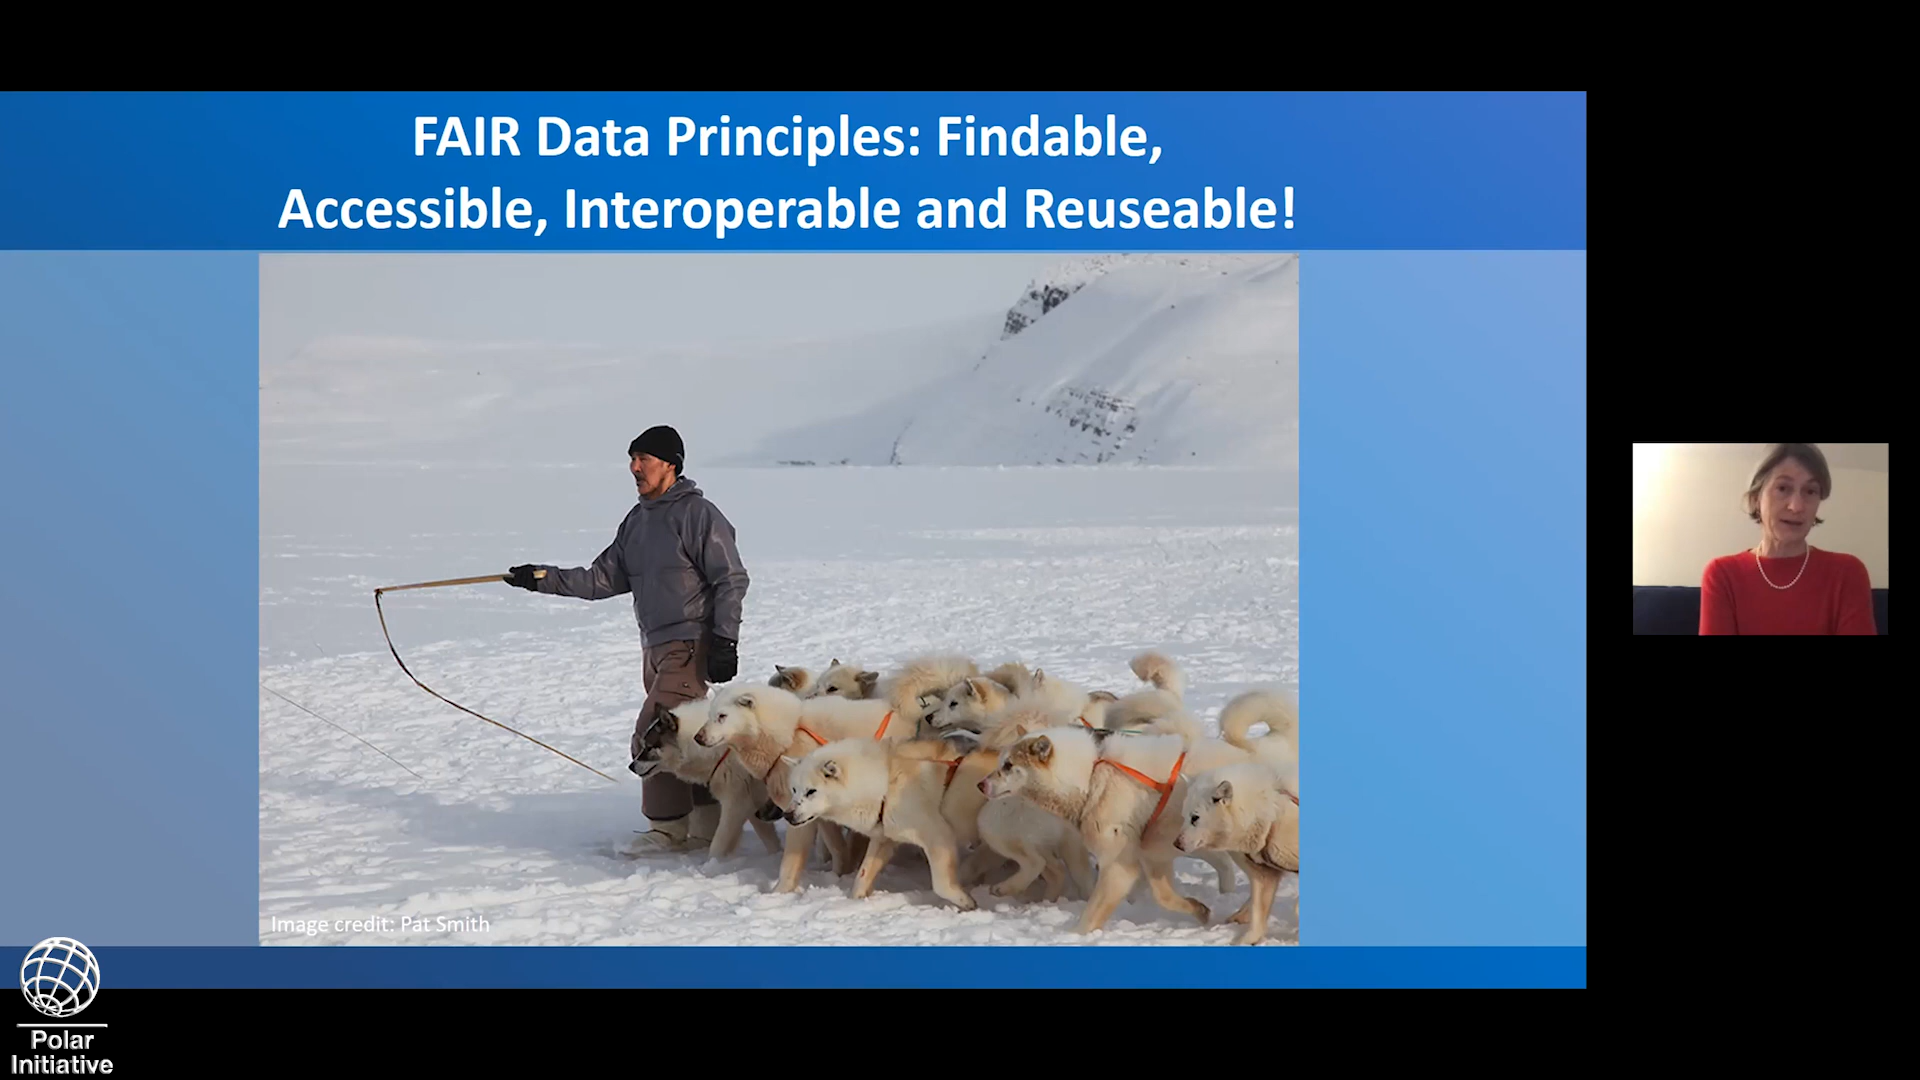 FAIR Data Principles: Findable,
Accessible, Interoperable and Reuseable!
Image credit: Pat Smith
Polar
Initiative